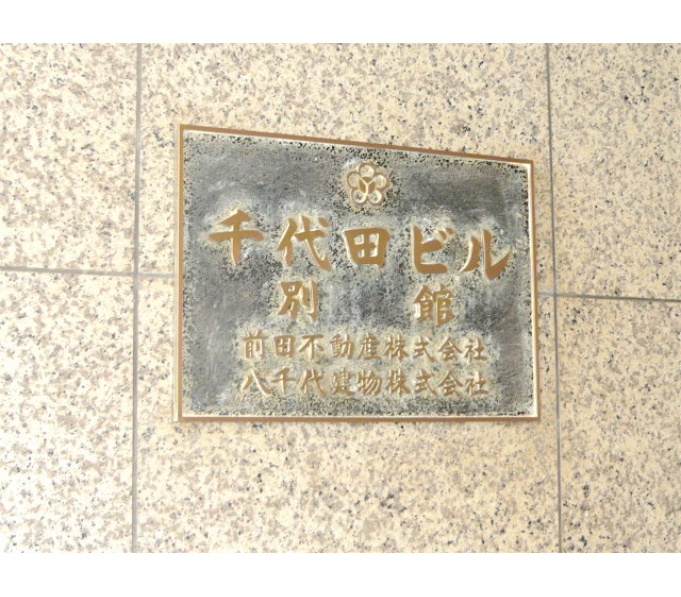 千代田ビル
別館
前田不動産株式会社
八千代建物株式会社